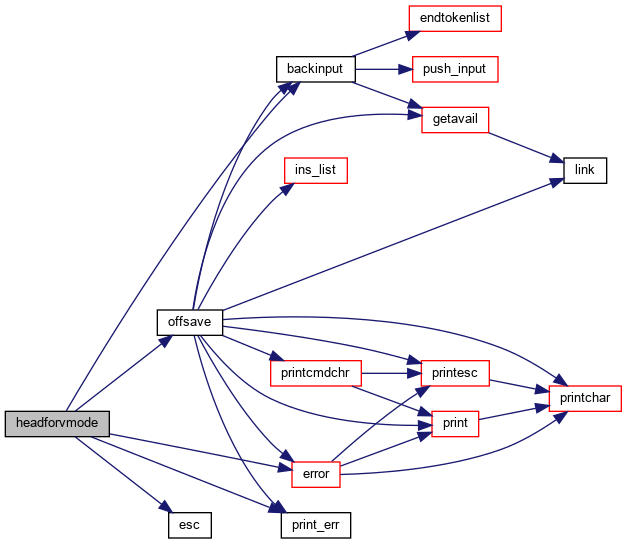 endtokenlist
backinput
push_input
getavail
ins_list
link
offsave
printcmdchr
printesc
printchar
headforvmode
print
error
esc
print_err